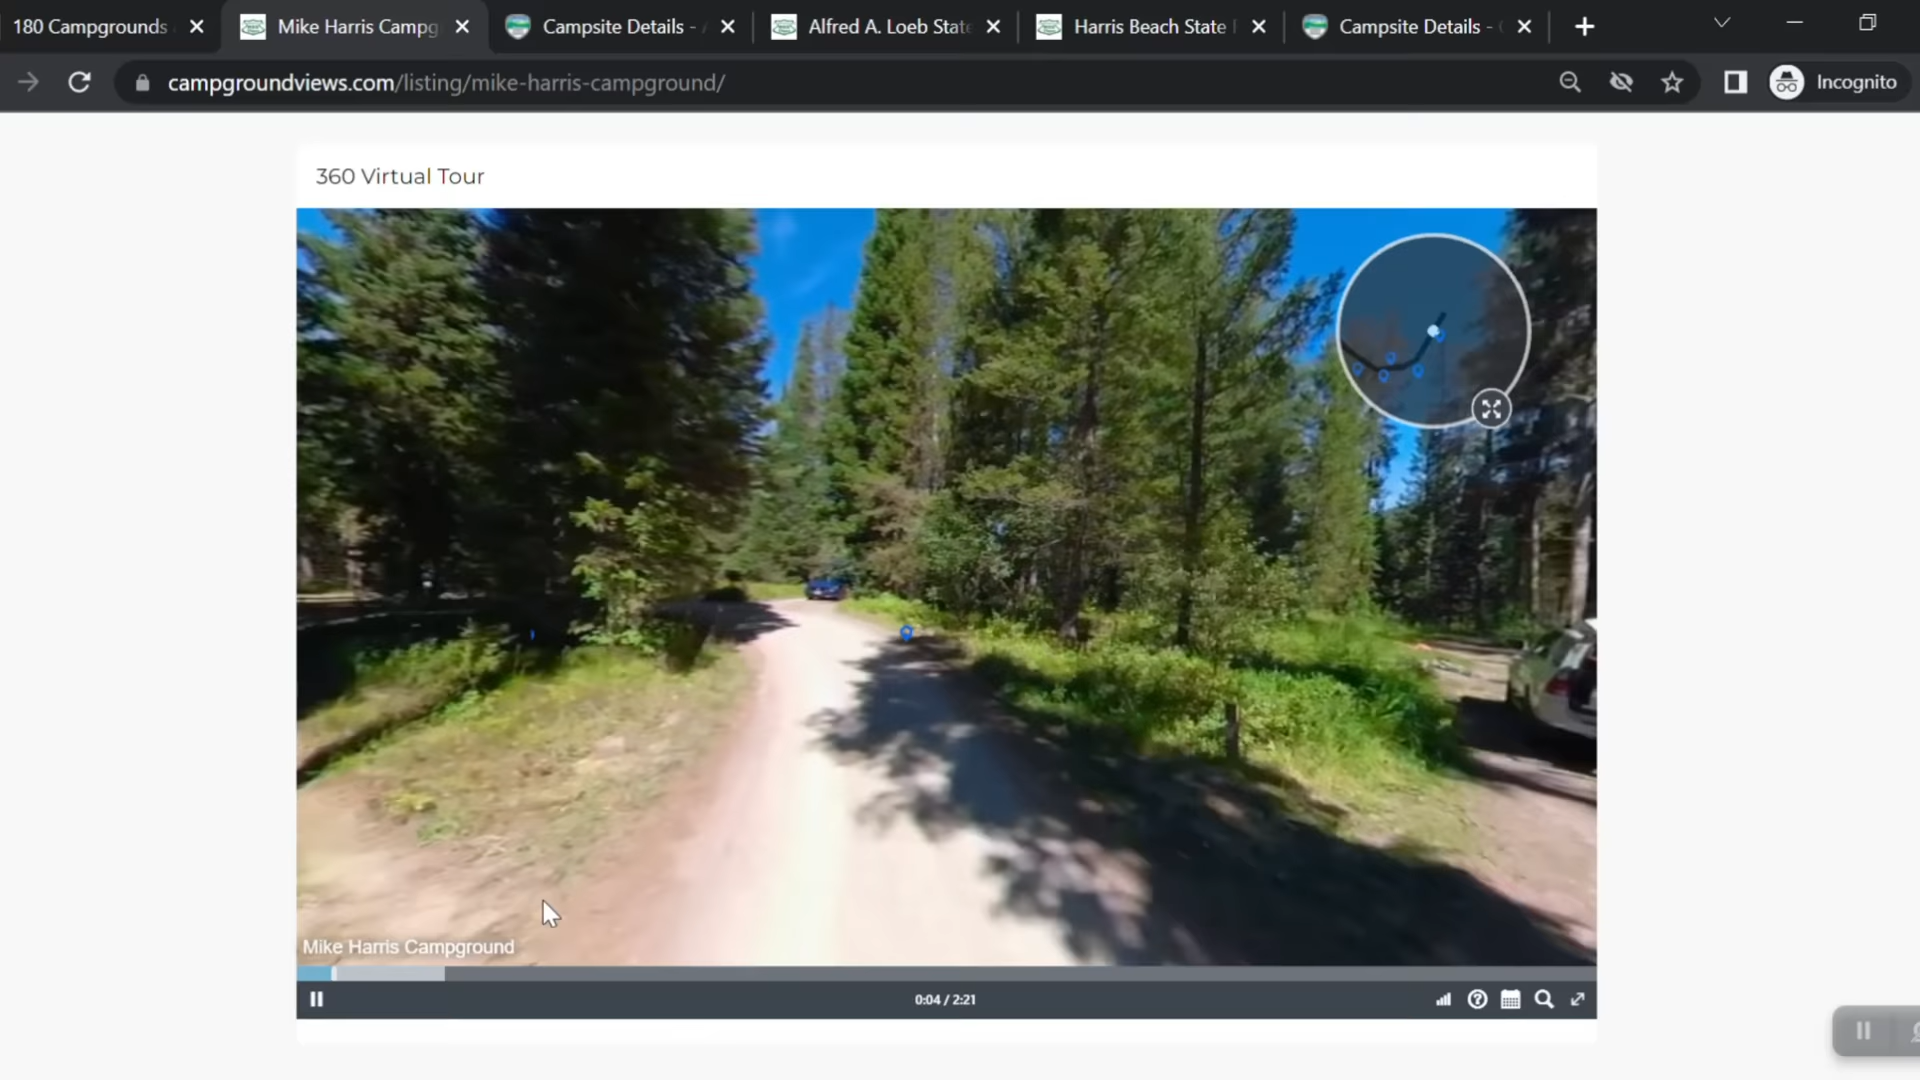 180 Campgrounds
Mike Harris Campg
Campsite Details - A
Alfred A. Loeb State
Harris Beach State
Campsite Details -
campgroundviews.com/listing/mike-harris-campground/
Incognito
360 Virtual Tour
Mike Harris Campground
0:04 / 2:21